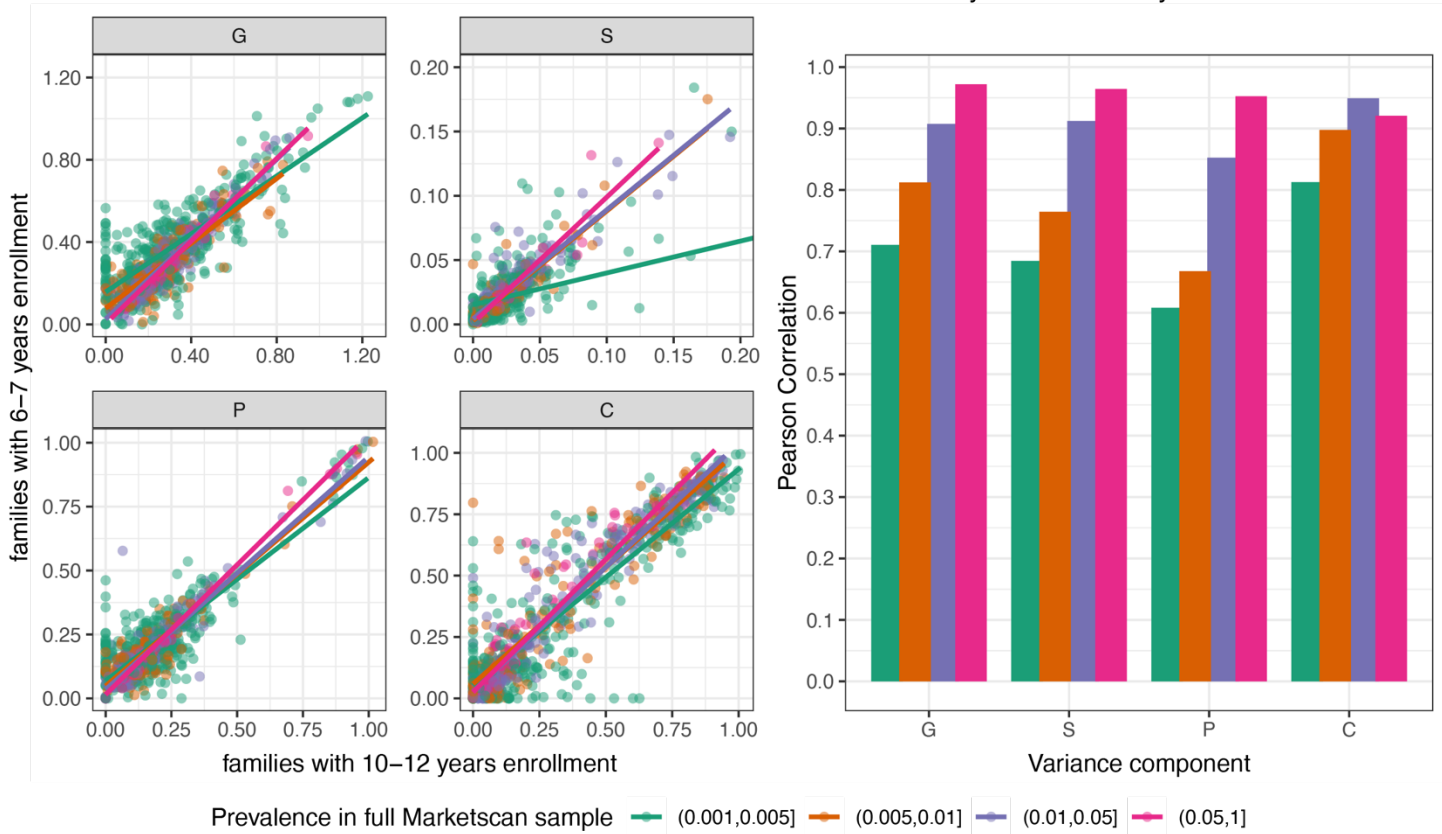 G
S
families with 6−7 years enrollment
1.20
0.80
0.40
0.00
0.00 0.40 0.80 1.20
0.20
0.15
0.10
0.05
0.00
0.00 0.05 0.10 0.15 0.20
P
C
1.00
0.75
0.50
0.25
0.00
0.00 0.25 0.50 0.75 1.00
1.00
0.75
0.50
0.25
0.00
0.00 0.25 0.50 0.75 1.00
families with 10−12 years enrollment
Pearson Correlation
1.0
0.9
0.8
0.7
0.6
0.5
0.4
0.3
0.2
0.1
0.0
G S P C
Variance component
Prevalence in full Marketscan sample (0.001,0.005] (0.005,0.01] (0.01,0.05] (0.05,1]